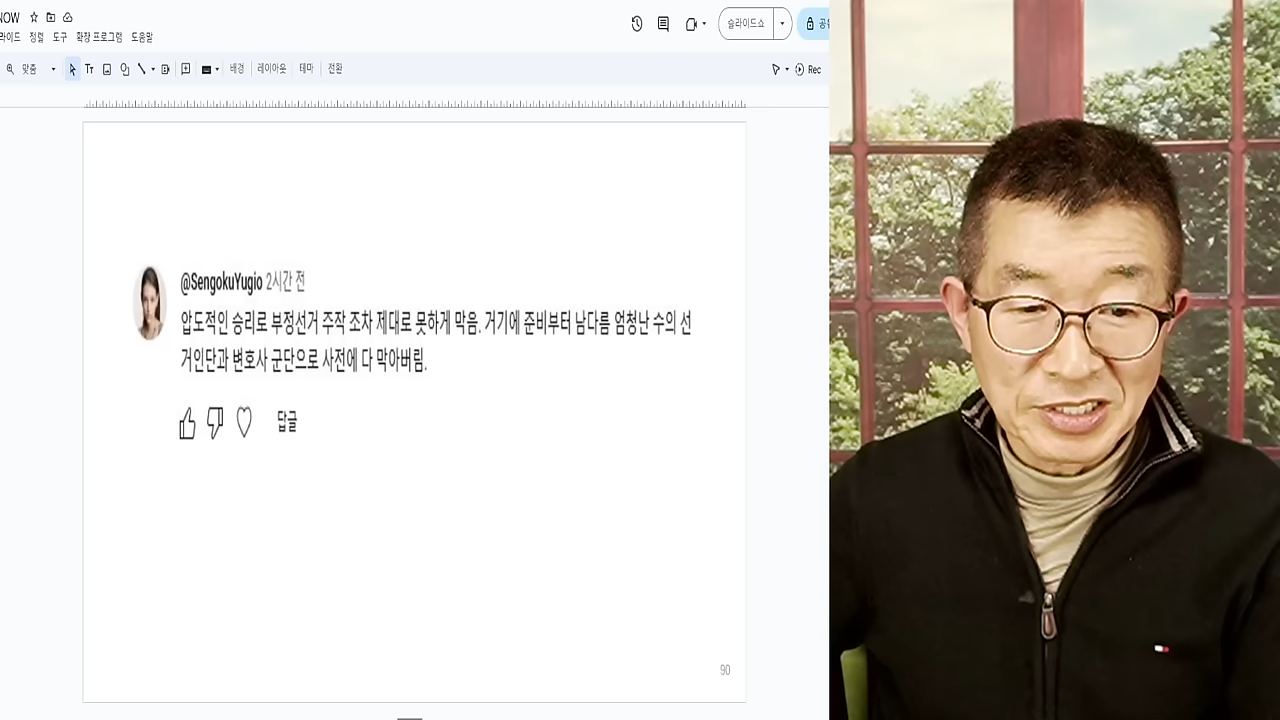 NOW
라이드 정렬 도구 확장 프로그램 도움말
슬라이드쇼
공유
맞춤 Tт 배경 레이아웃 테마 전환 Rec
@SengokuYugio 2시간 전
압도적인 승리로 부정선거 주작 조차 제대로 못하게 막음. 거기에 준비부터 남다름 엄청난 수의 선
거인단과 변호사 군단으로 사전에 다 막아버림.
답글
90